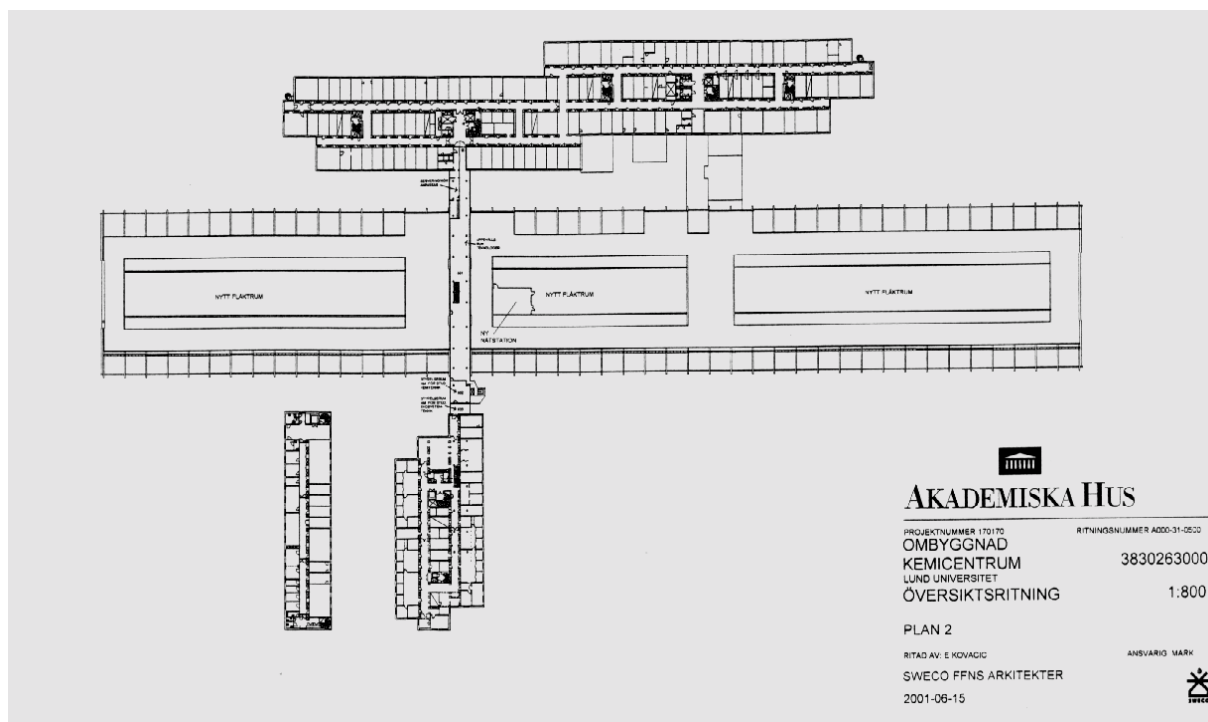 NYTT FLÄKTRUM
NYTT FLÄKTRUM
NYTT FLÄKTRUM
NY
NÄTSTATION
AKADEMISKA HUS
PROJEKTNUMMER 170170
RITNINGSNUMMER A000-31-0500
OMBYGGNAD
KEMICENTRUM
3830263000
LUND UNIVERSITET
ÖVERSIKTSRITNING
1:800
PLAN 2
RITAD AV: E KOVACIC
ANSVARIG MARK
SWECO FFNS ARKITEKTER
2001-06-15
SWECO